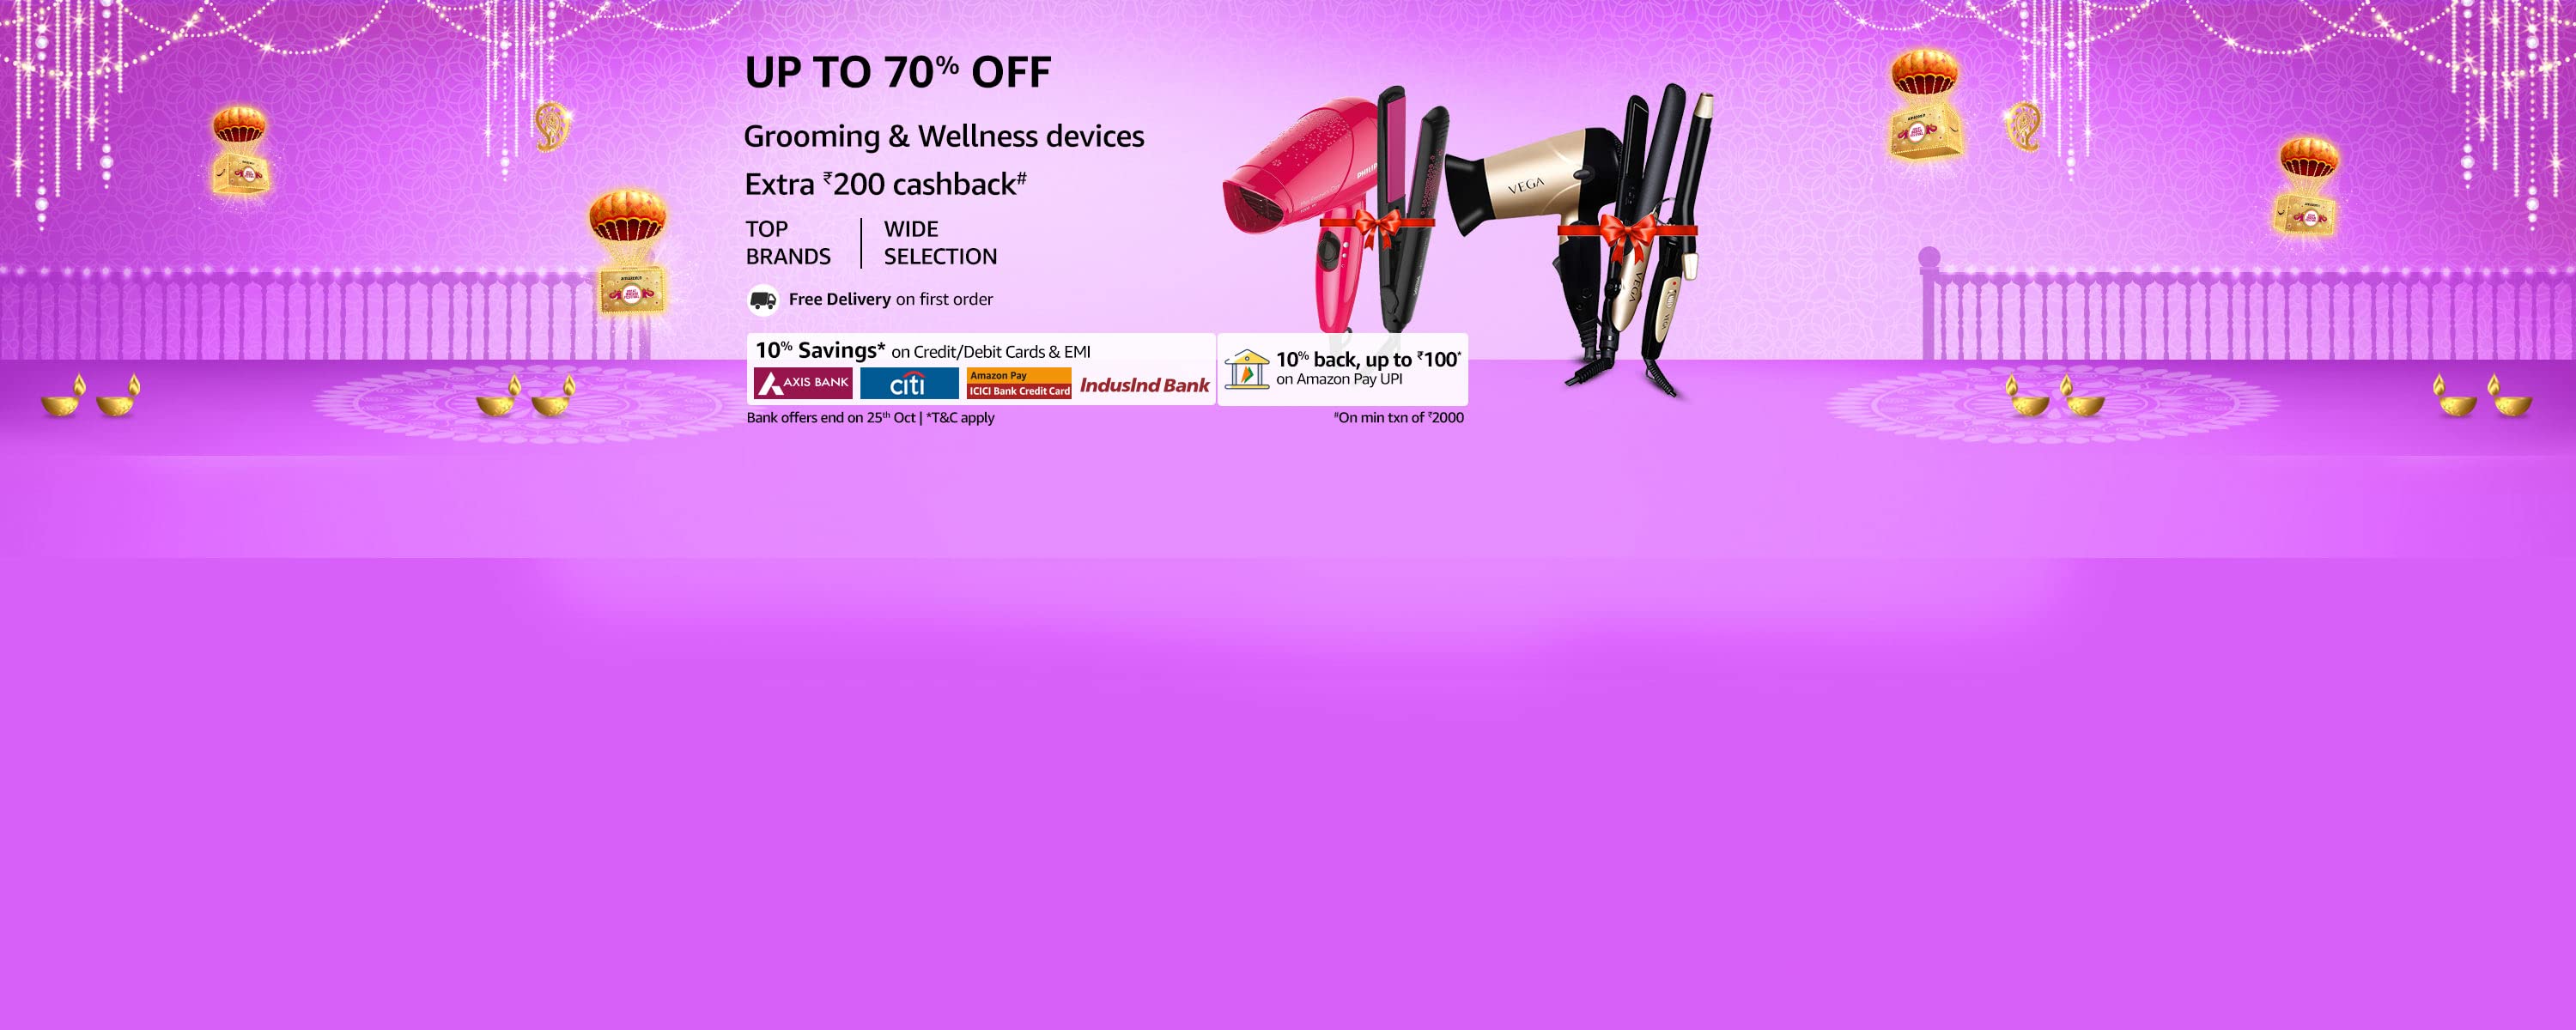 UP TO 70% OFF
Grooming & Wellness devices
Extra ₹200 cashback#
TOP BRANDS | WIDE SELECTION
Free Delivery on first order
10% Savings* on Credit/Debit Cards & EMI
AXIS BANK
citi
Amazon Pay
ICICI Bank Credit Card
IndusInd Bank
10% back, up to ₹100*
on Amazon Pay UPI
Bank offers end on 25th Oct | *T&C apply
#On min txn of ₹2000
VEGA
VEGA